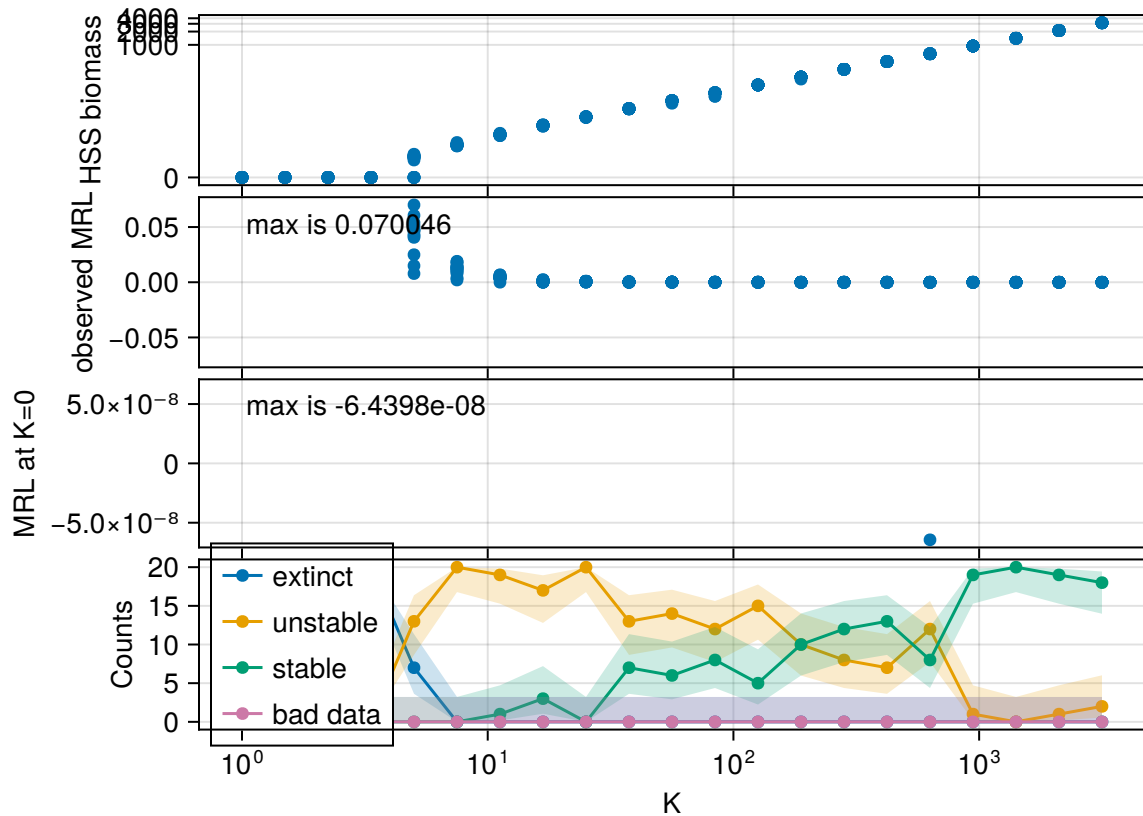 HSS biomass
4000
3000
2000
1000
0
observed MRL
max is 0.070046
0.05
0.00
−0.05
MRL at K=0
max is -6.4398e-08
5.0×10⁻⁸
0
−5.0×10⁻⁸
Counts
20
15
10
5
0
extinct
unstable
stable
bad data
10⁰
10¹
10²
10³
K